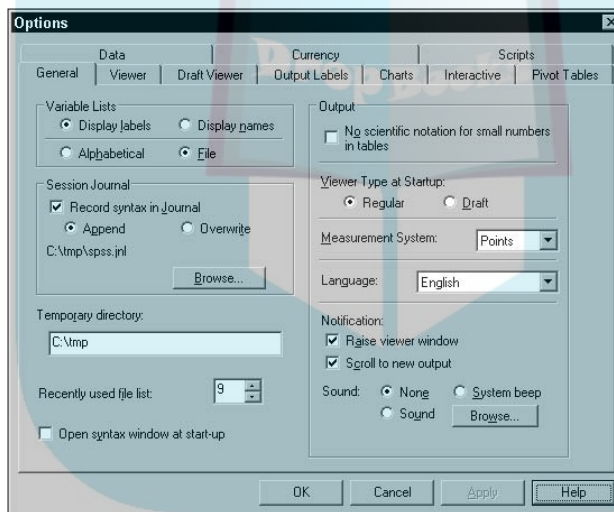 Options
Data Currency Scripts
General Viewer Draft Viewer Output Labels Charts Interactive Pivot Tables
Variable Lists
Display labels Display names
Alphabetical File
Session Journal
Record syntax in Journal
Append Overwrite
C:\tmp\spss.jnl
Browse...
Temporary directory:
C:\tmp
Recently used file list: 9
Open syntax window at start-up
Output
No scientific notation for small numbers
in tables
Viewer Type at Startup:
Regular Draft
Measurement System: Points
Language: English
Notification:
Raise viewer window
Scroll to new output
Sound: None System beep
Sound Browse...
OK Cancel Apply Help